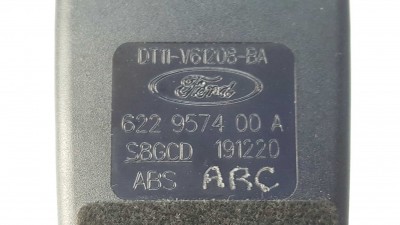 DT11-V61208-BA
Ford
622 9574 00 A
S8GCD 191220
ABS ARC